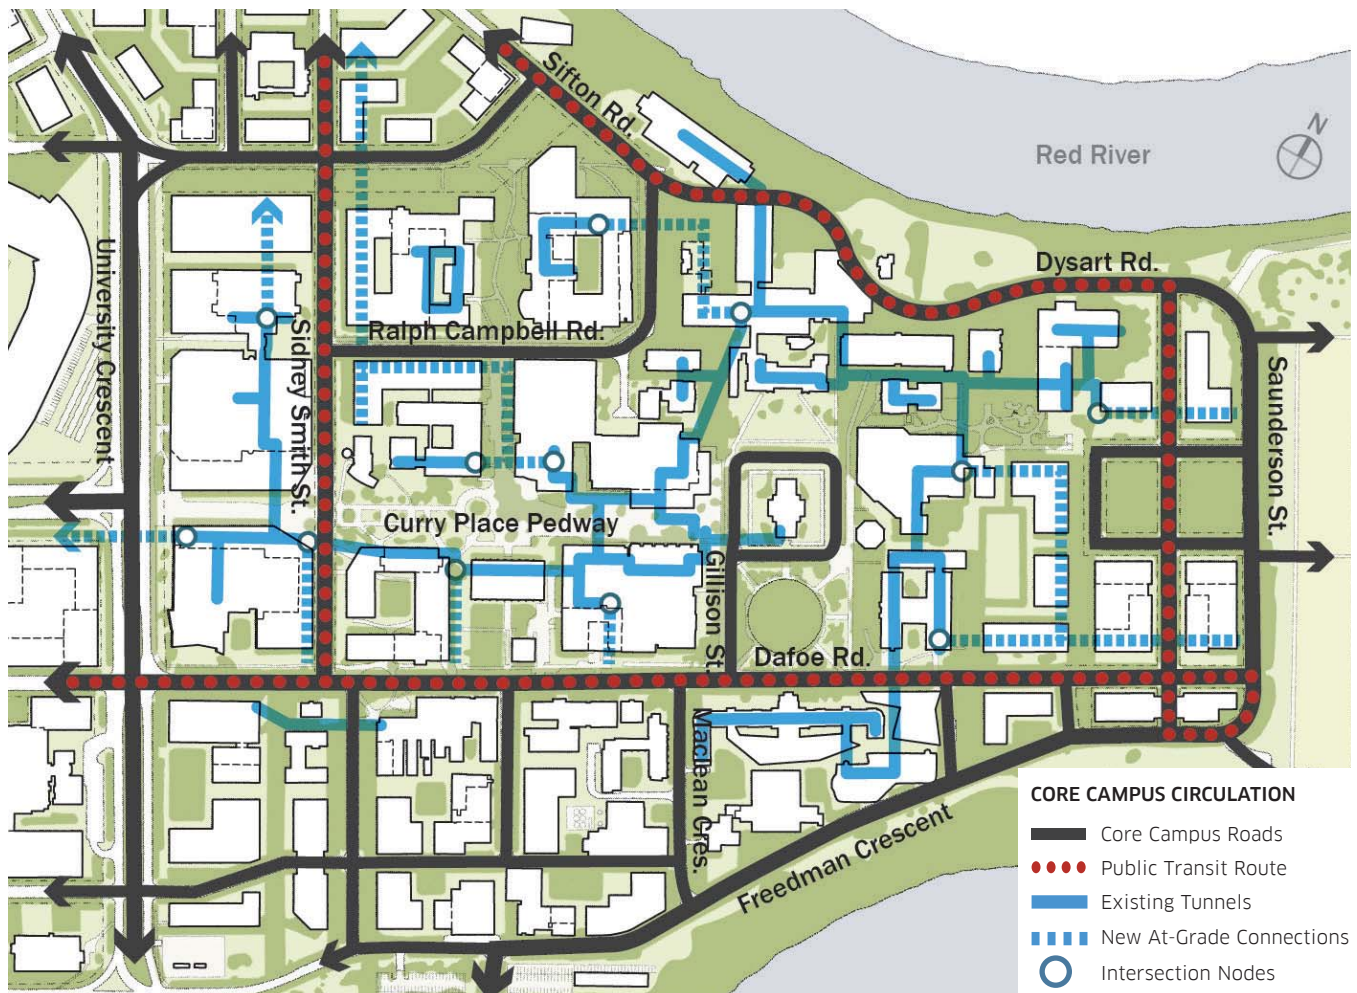 Sifton Rd.
N
Red River
University Crescent
Sidney Smith St.
Dysart Rd.
Ralph Campbell Rd.
Saunderson St.
Curry Place Pedway
Gillison St.
Dafoe Rd.
Maclean Cres.
Freedman Crescent
CORE CAMPUS CIRCULATION
Core Campus Roads
Public Transit Route
Existing Tunnels
New At-Grade Connections
Intersection Nodes